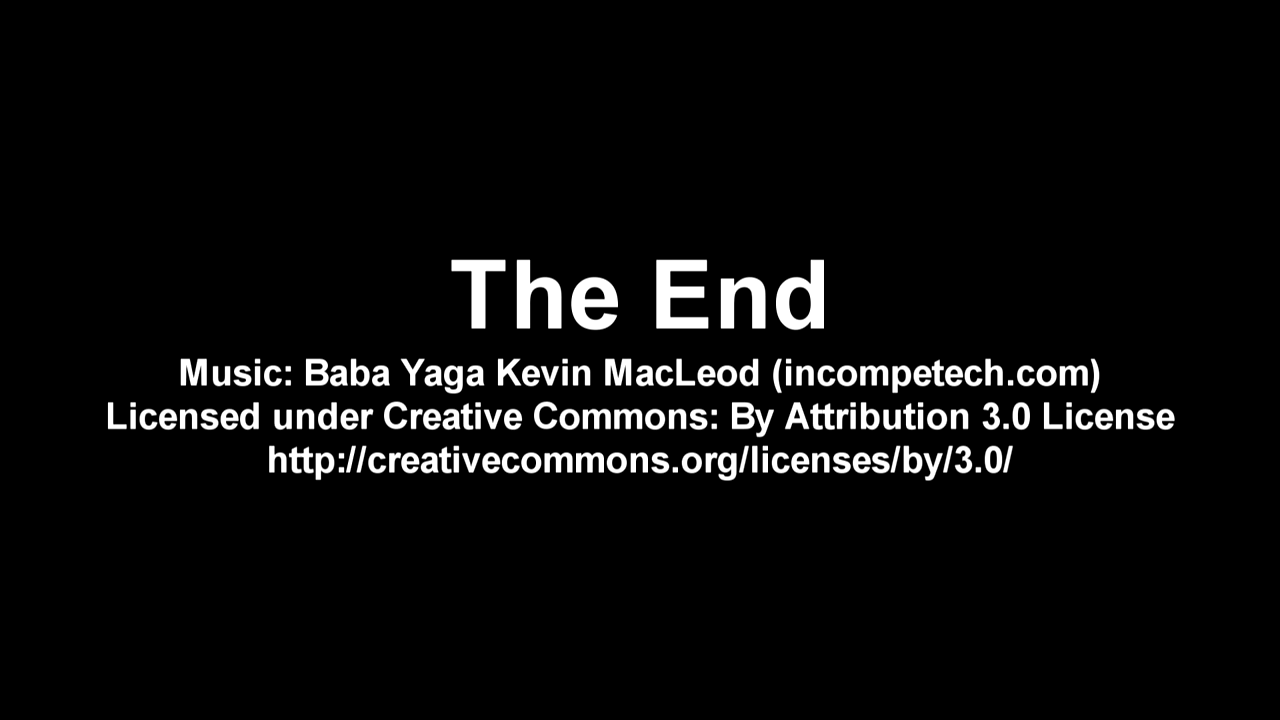 The End
Music: Baba Yaga Kevin MacLeod (incompetech.com)
Licensed under Creative Commons: By Attribution 3.0 License
http://creativecommons.org/licenses/by/3.0/